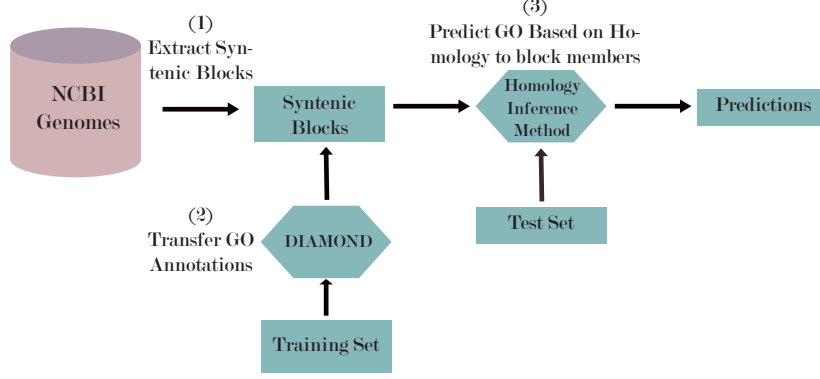 (1)
Extract Syn-
tenic Blocks
NCBI
Genomes
Syntenic
Blocks
(3)
Predict GO Based on Ho-
mology to block members
Homology
Inference
Method
Predictions
(2)
Transfer GO
Annotations
DIAMOND
Test Set
Training Set